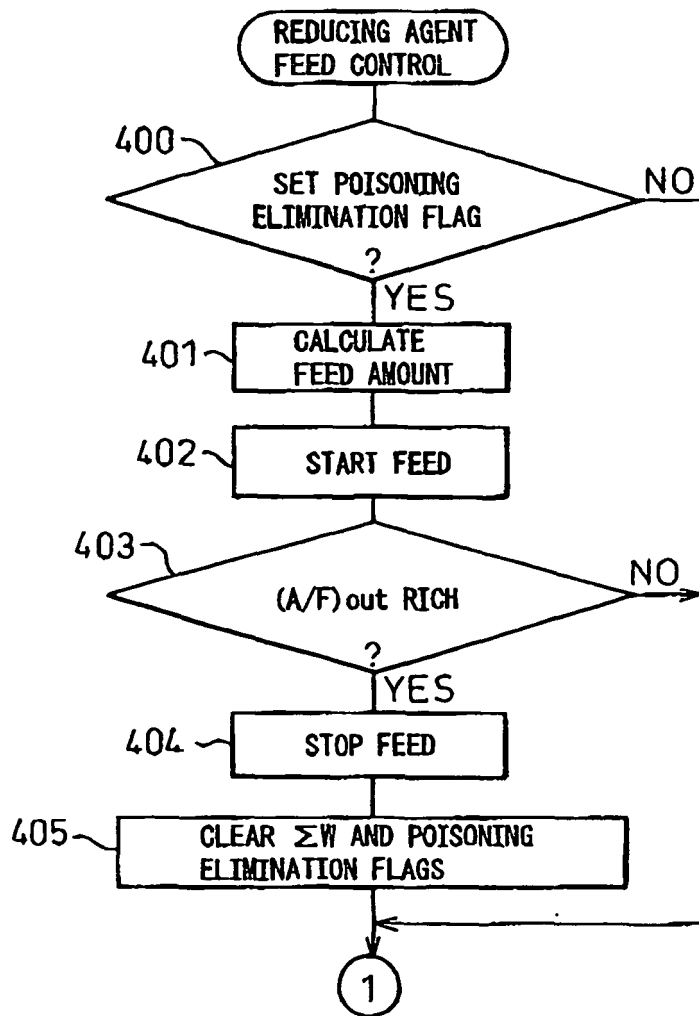 REDUCING AGENT
FEED CONTROL
400
SET POISONING
ELIMINATION FLAG
?
NO
YES
401
CALCULATE
FEED AMOUNT
402
START FEED
403
(A/F)out RICH
?
NO
YES
404
STOP FEED
405
CLEAR ΣW AND POISONING
ELIMINATION FLAGS
1